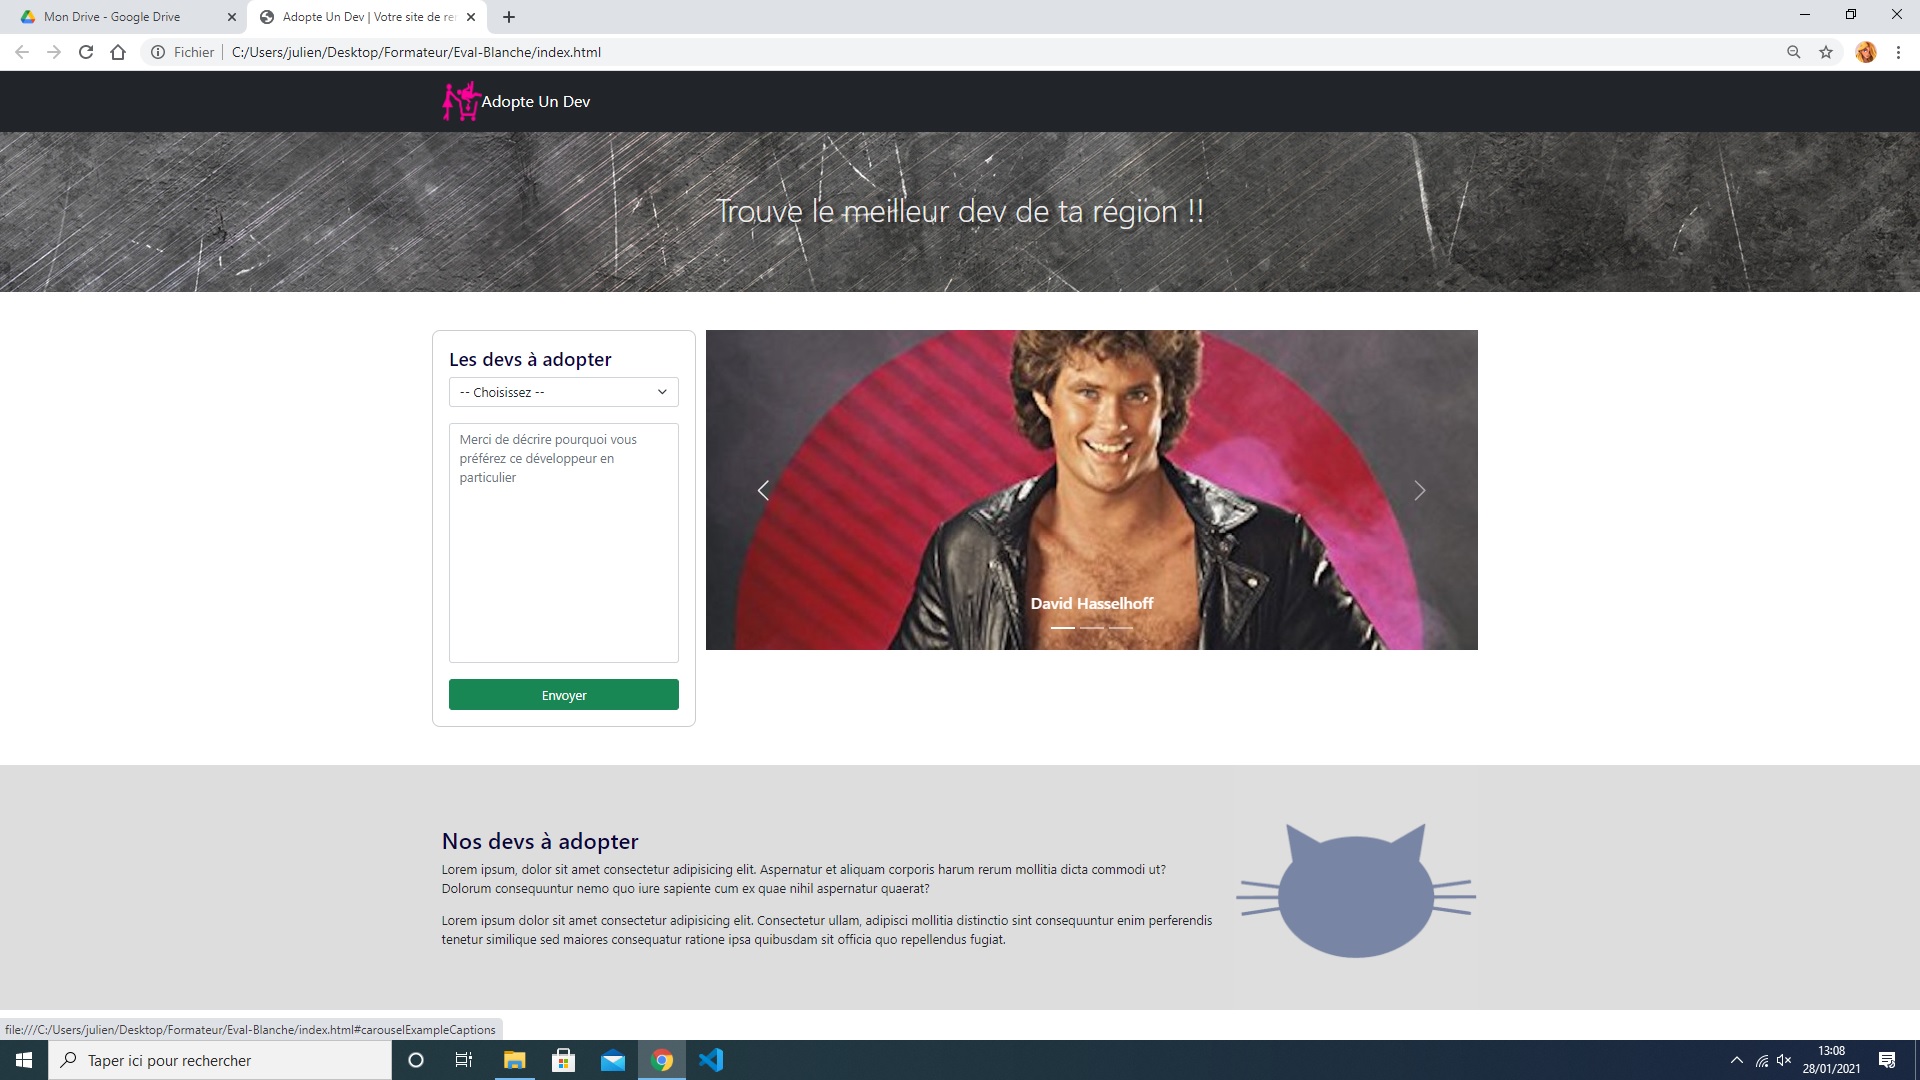 Mon Drive - Google Drive
Adopte Un Dev | Votre site de re
Fichier
C:/Users/julien/Desktop/Formateur/Eval-Blanche/index.html
Adopte Un Dev
Trouve le meilleur dev de ta région !!
Les devs à adopter
-- Choisissez --
Merci de décrire pourquoi vous
préférez ce développeur en
particulier
Envoyer
David Hasselhoff
Nos devs à adopter
Lorem ipsum, dolor sit amet consectetur adipisicing elit. Aspernatur et aliquam corporis harum rerum mollitia dicta commodi ut?
Dolorum consequuntur nemo quo iure sapiente cum ex quae nihil aspernatur quaerat?
Lorem ipsum dolor sit amet consectetur adipisicing elit. Consectetur ullam, adipisci mollitia distinctio sint consequuntur enim perferendis
tenetur similique sed maiores consequatur ratione ipsa quibusdam sit officia quo repellendus fugiat.
file:///C:/Users/julien/Desktop/Formateur/Eval-Blanche/index.html#carouselExampleCaptions
Taper ici pour rechercher
13:08
28/01/2021